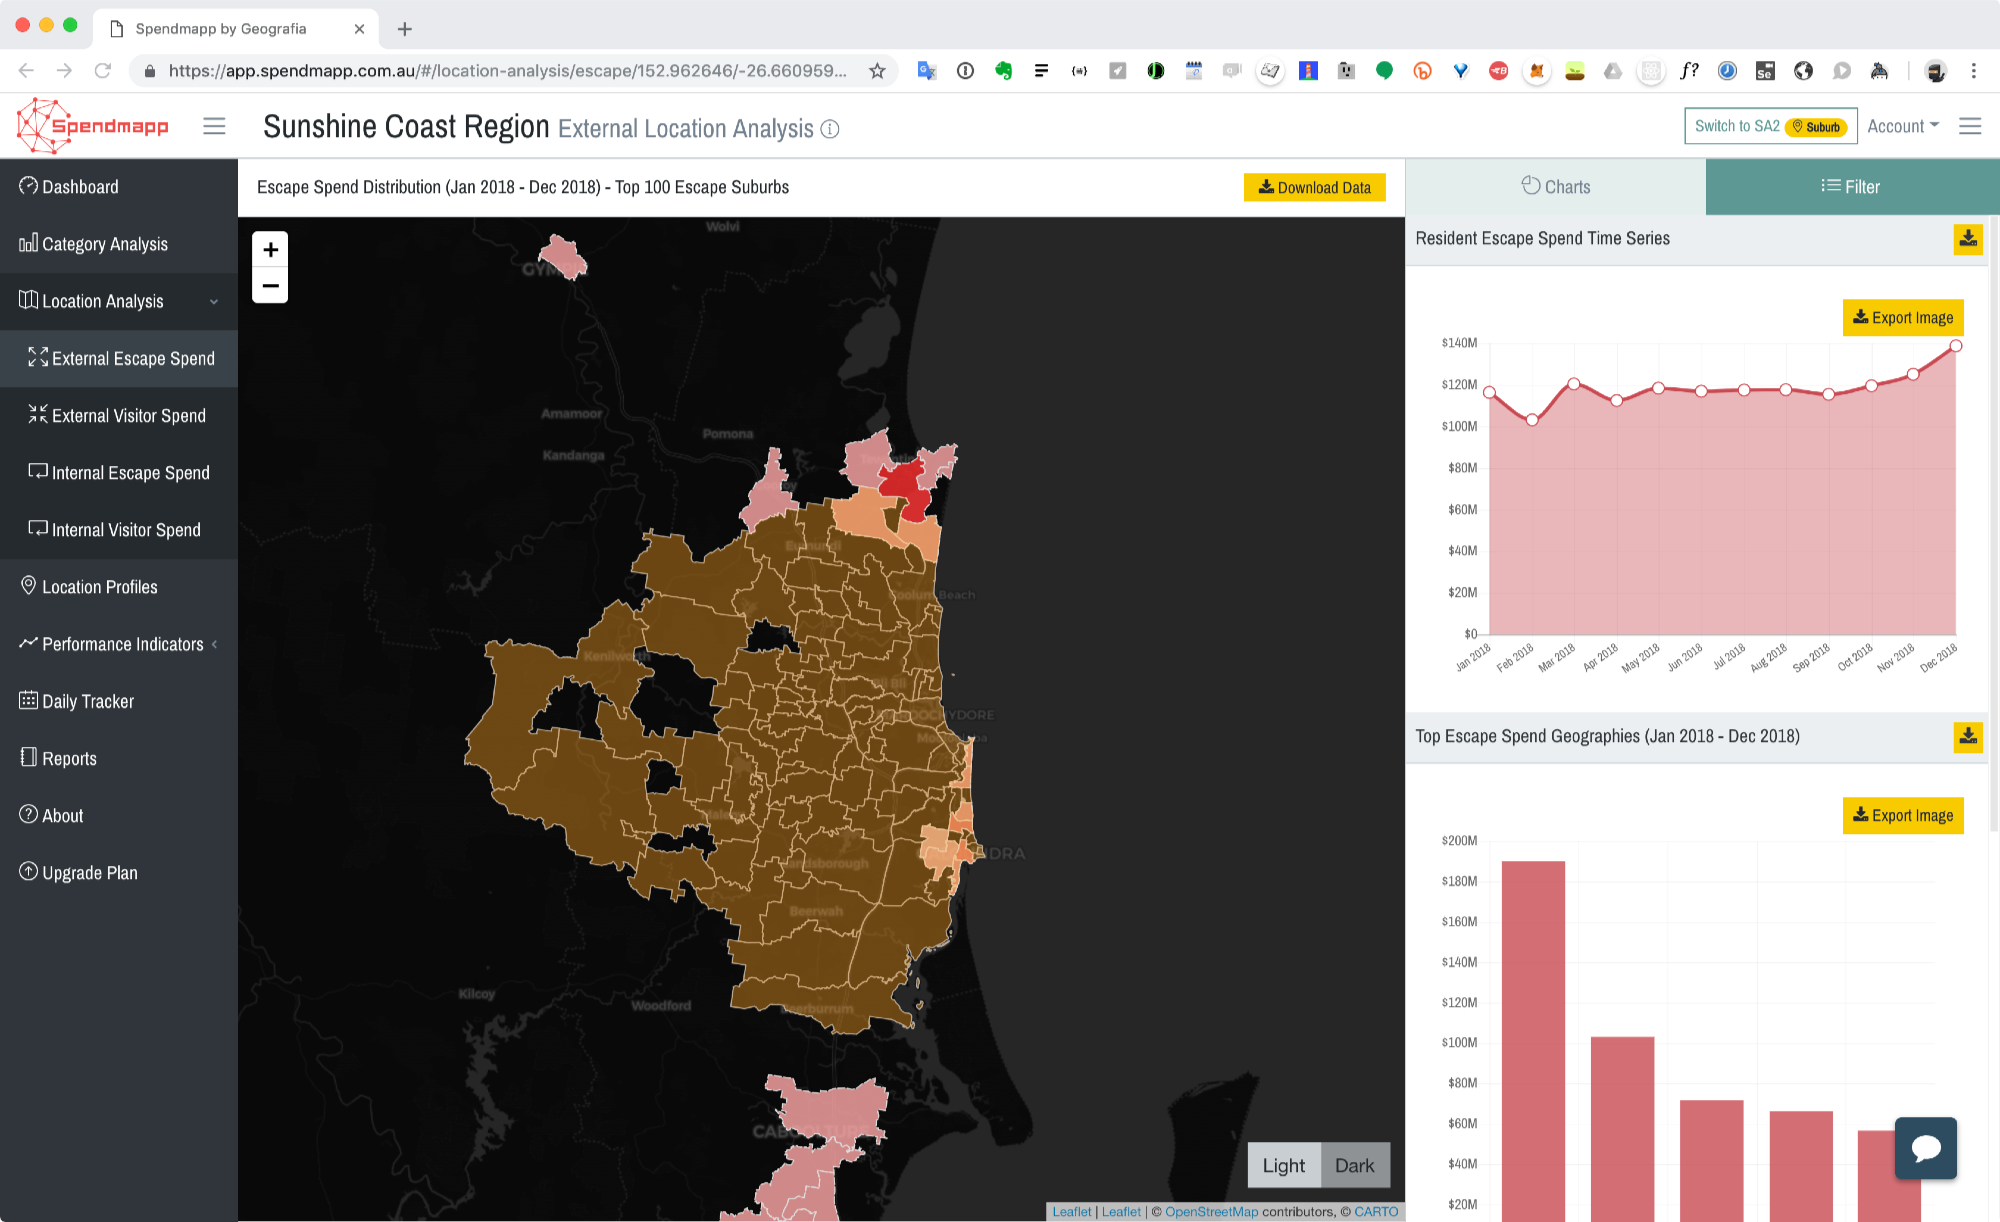 Spendmapp by Geografia
https://app.spendmapp.com.au/#/location-analysis/escape/152.962646/-26.660959...
Spendmapp
Sunshine Coast Region External Location Analysis
Switch to SA2 Suburb
Account
Dashboard
Category Analysis
Location Analysis
External Escape Spend
External Visitor Spend
Internal Escape Spend
Internal Visitor Spend
Location Profiles
Performance Indicators
Daily Tracker
Reports
About
Upgrade Plan
Escape Spend Distribution (Jan 2018 - Dec 2018) - Top 100 Escape Suburbs
Download Data
+
−
Wolvi
Amamoor
Pomona
Kandanga
Eumundi
Coolum Beach
Kenilworth
Bli Bli
Beerwah
Kilcoy
Woodford
Beerburrum
CABOOLTURE
Light
Dark
Leaflet | Leaflet | © OpenStreetMap contributors, © CARTO
Charts
Filter
Resident Escape Spend Time Series
Export Image
$140M
$120M
$100M
$80M
$60M
$40M
$20M
$0
Jan 2018
Feb 2018
Mar 2018
Apr 2018
May 2018
Jun 2018
Jul 2018
Aug 2018
Sep 2018
Oct 2018
Nov 2018
Dec 2018
Top Escape Spend Geographies (Jan 2018 - Dec 2018)
Export Image
$200M
$180M
$160M
$140M
$120M
$100M
$80M
$60M
$40M
$20M